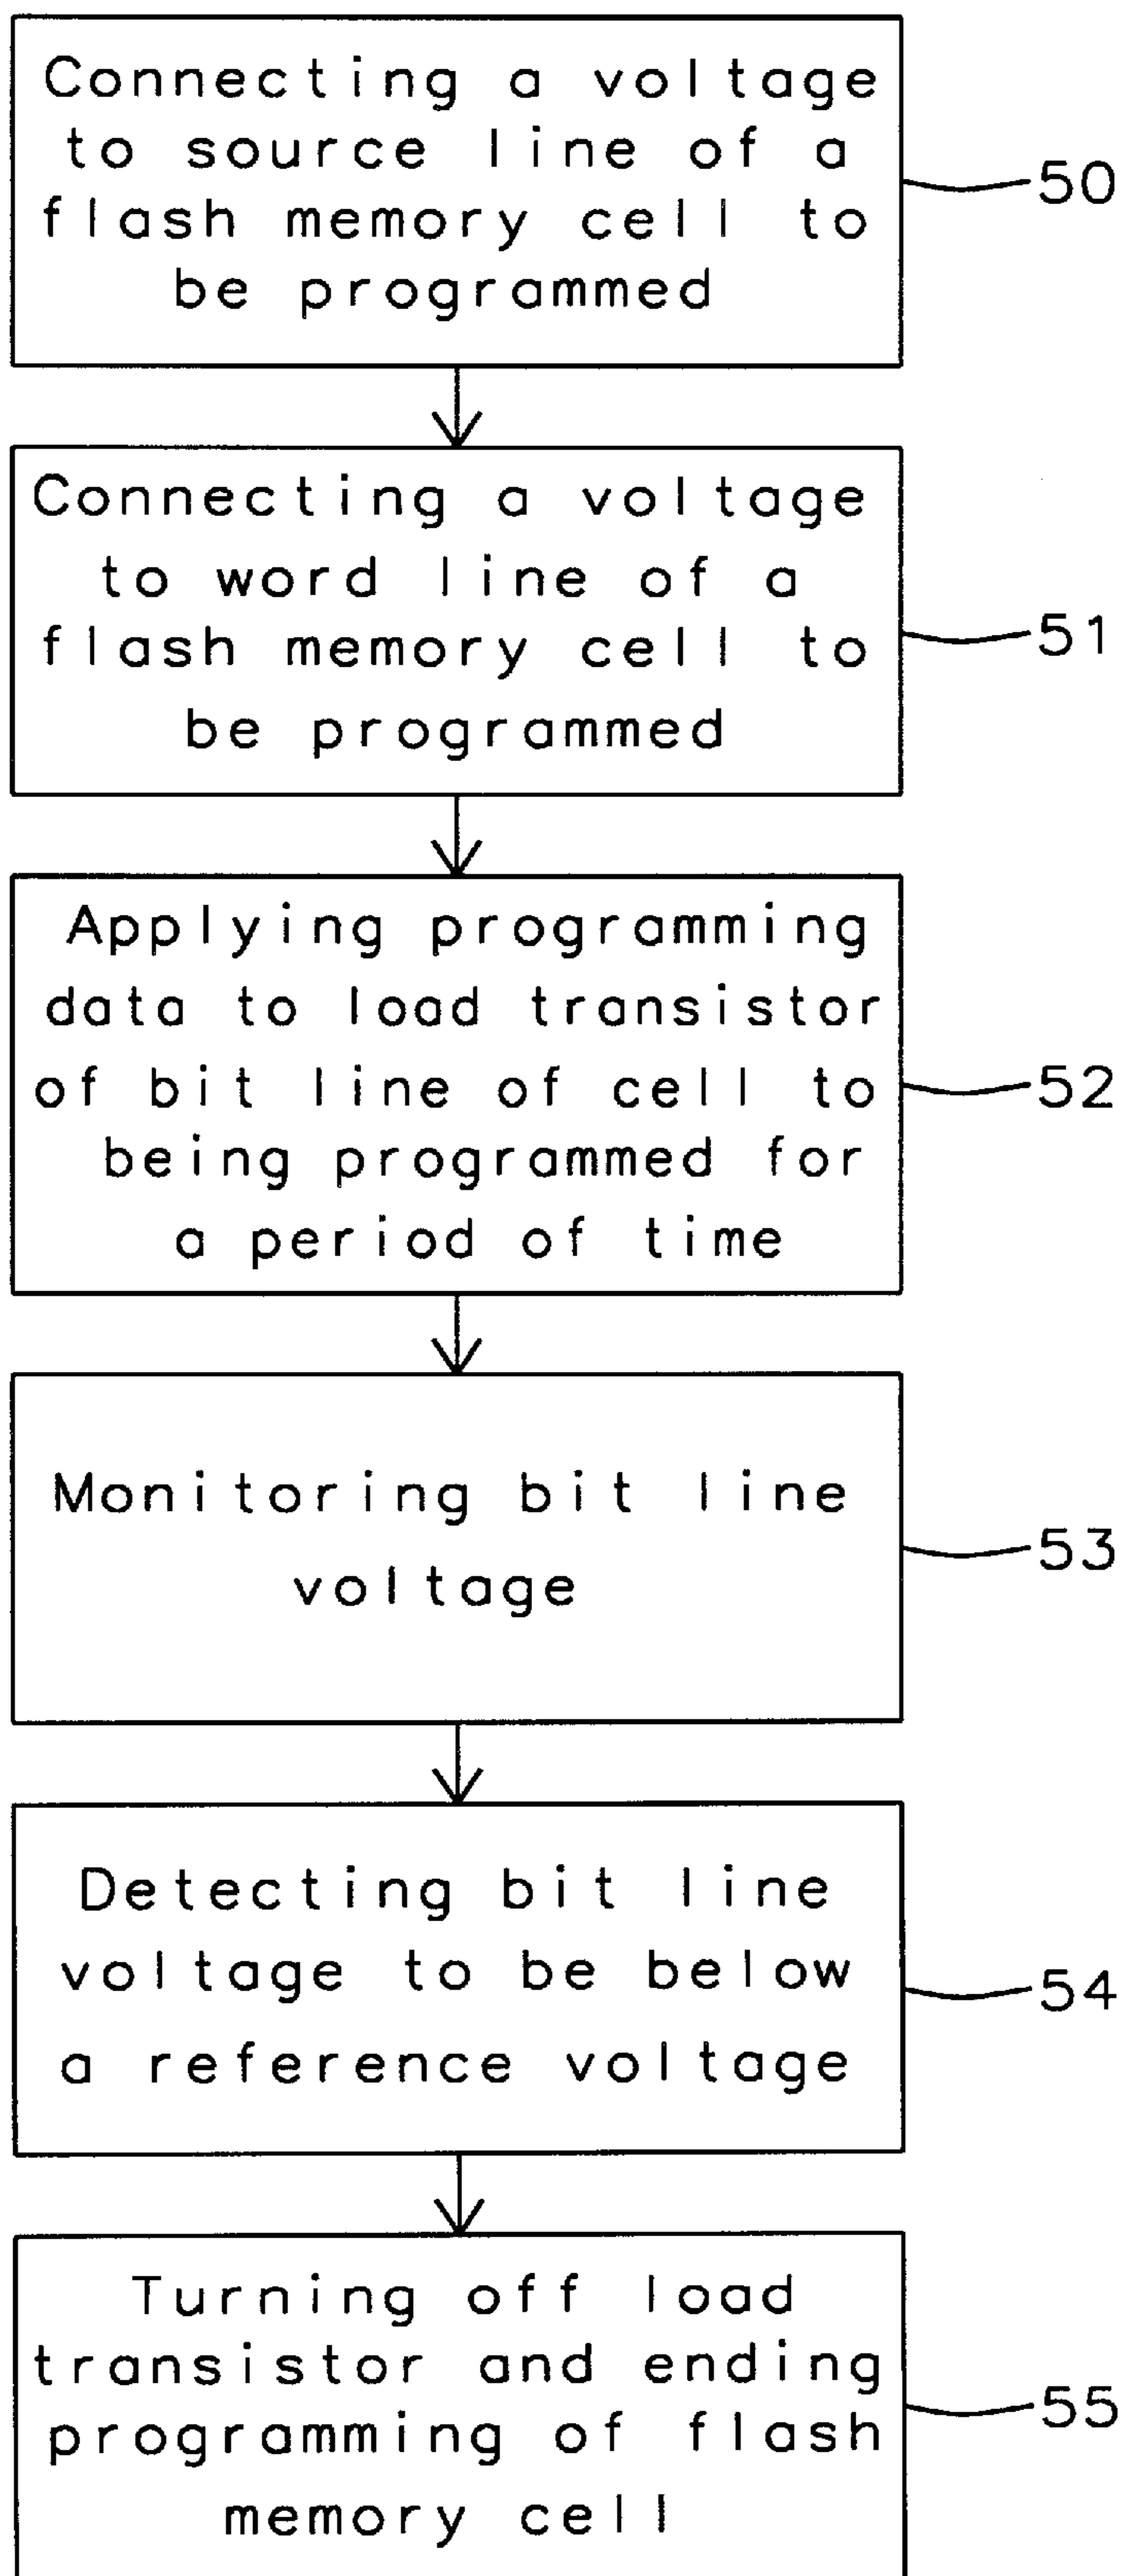 Connecting a voltage
to source line of a
flash memory cell to
be programmed
50
Connecting a voltage
to word line of a
flash memory cell to
be programmed
51
Applying programming
data to load transistor
of bit line of cell to
being programmed for
a period of time
52
Monitoring bit line
voltage
53
Detecting bit line
voltage to be below
a reference voltage
54
Turning off load
transistor and ending
programming of flash
memory cell
55